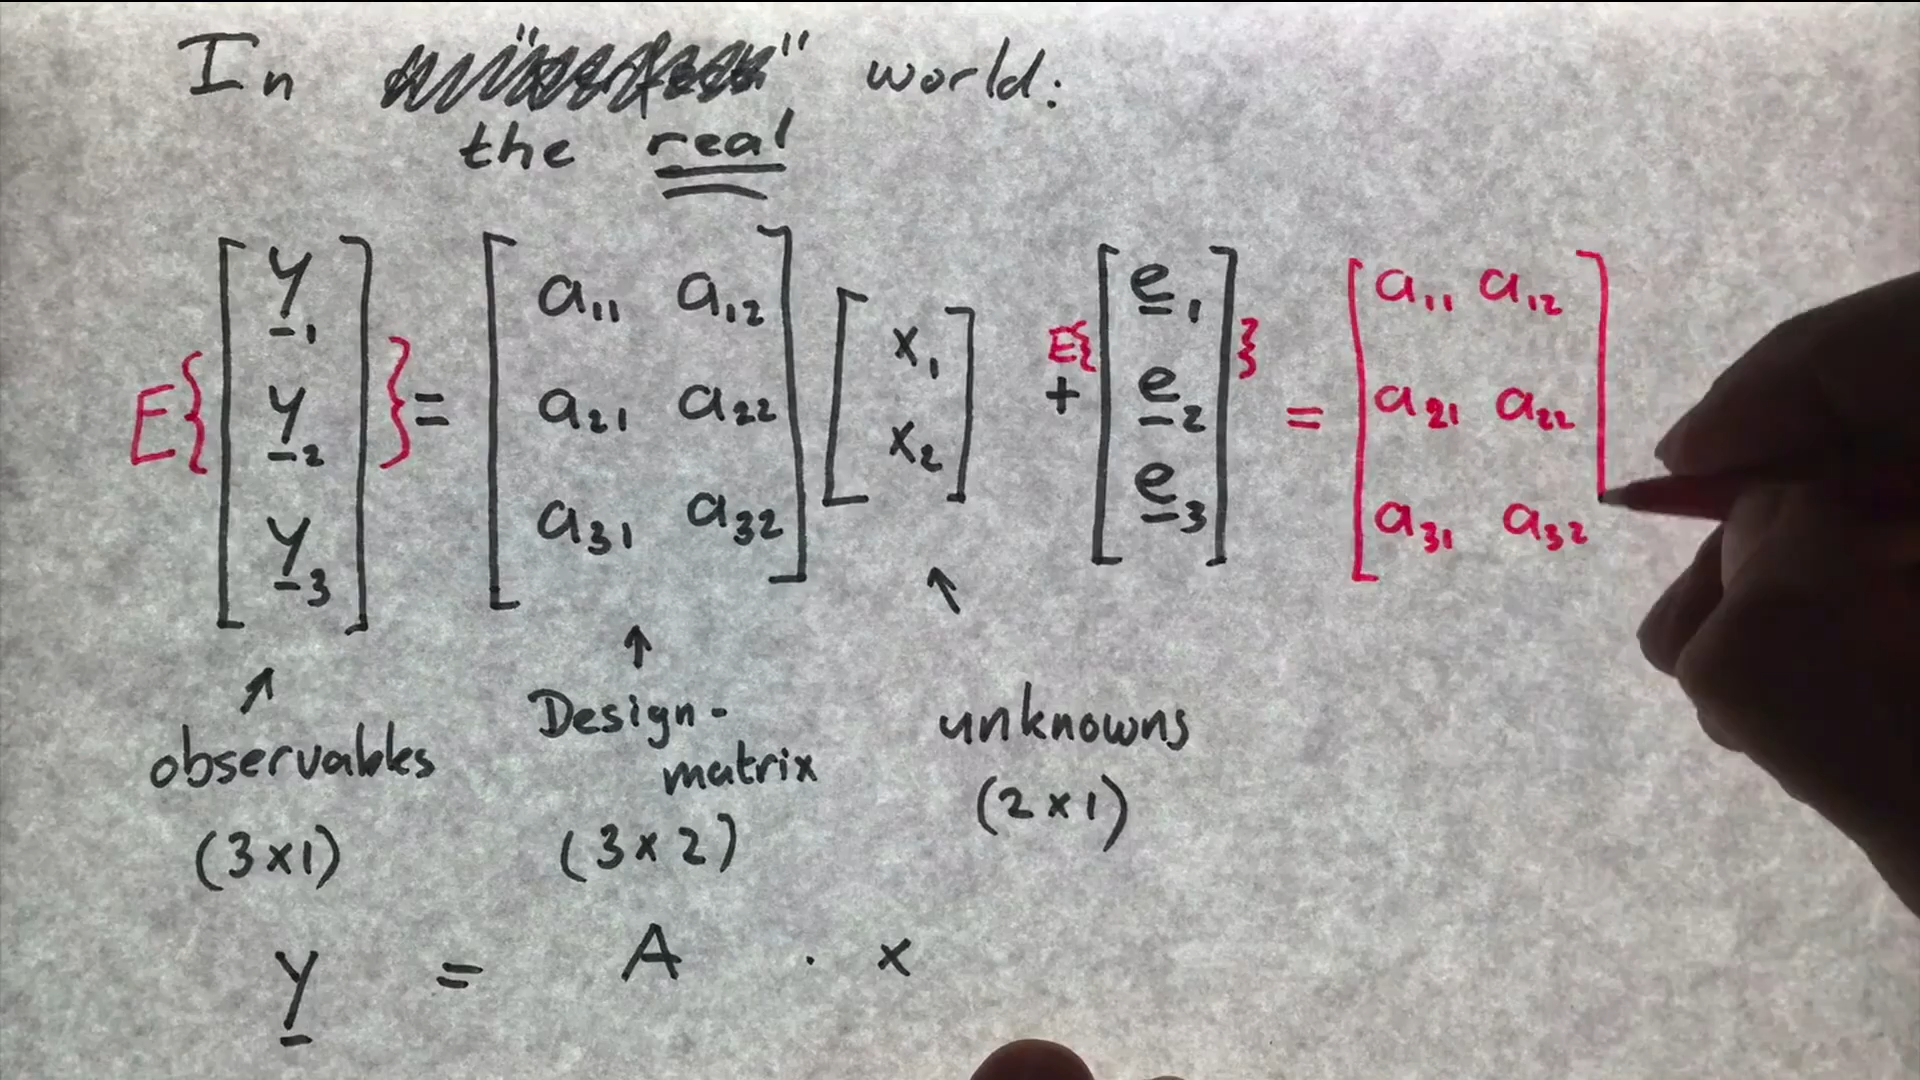 In world:
the real
E{ [ y1 y2 y3 ] } = [ a11 a12 a21 a22 a31 a32 ] [ x1 x2 ] + E{ [ e1 e2 e3 ] } = [ a11 a12 a21 a22 a31 a32 ]
↑ ↑ ↑
observables Design-matrix unknowns
(3x1) (3x2) (2x1)
y = A . x